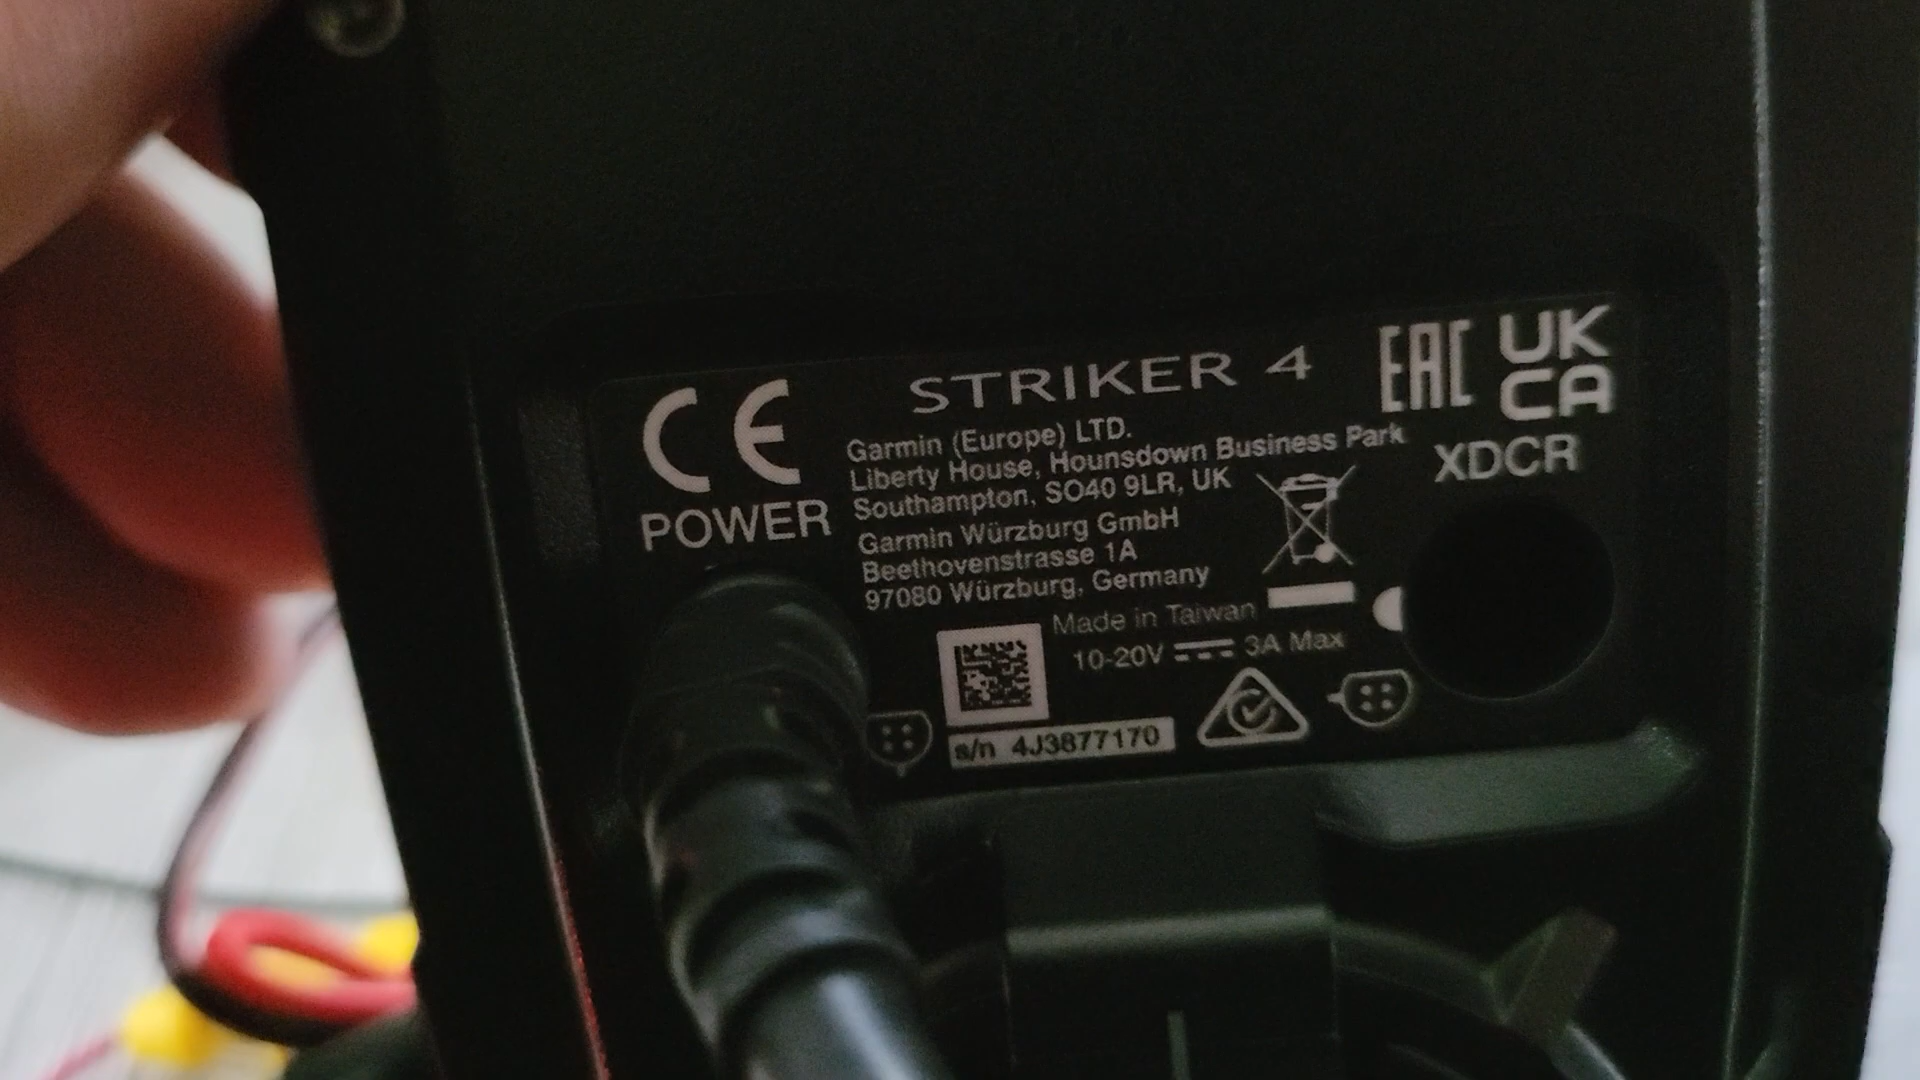 CE
STRIKER 4
EAC
UK
CA
Garmin (Europe) LTD.
Liberty House, Hounsdown Business Park
Southampton, SO40 9LR, UK
XDCR
POWER
Garmin Würzburg GmbH
Beethovenstrasse 1A
97080 Würzburg, Germany
Made in Taiwan
10-20V 3A Max
s/n 4J3877170